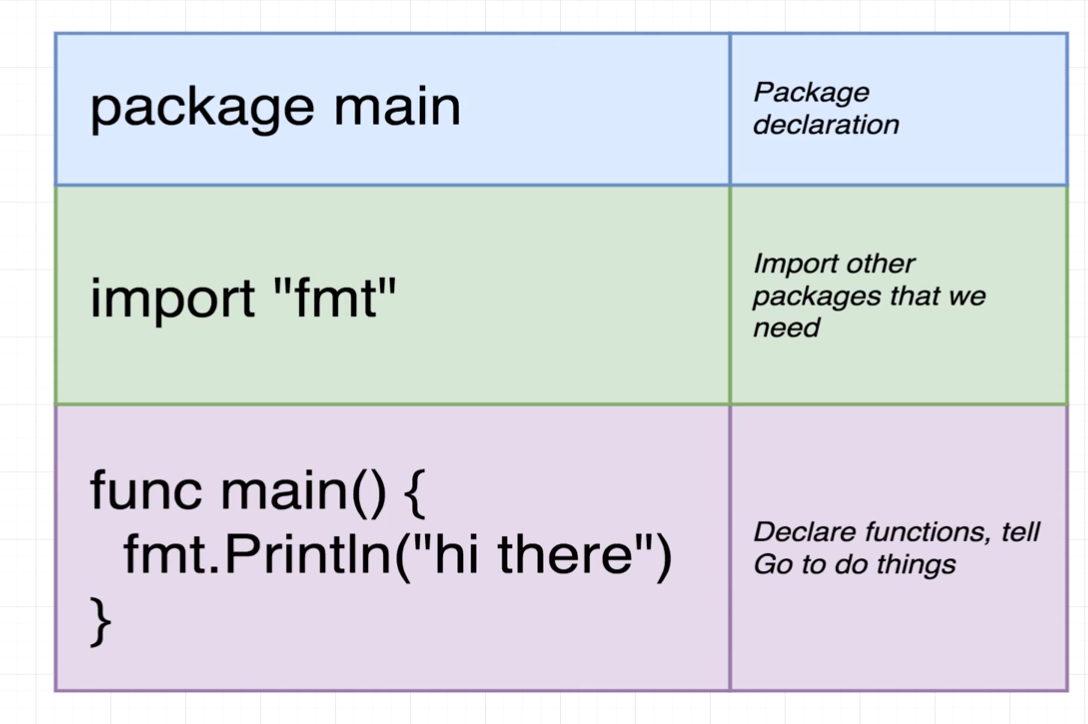 package main
Package
declaration
import "fmt"
Import other
packages that we
need
func main() {
  fmt.Println("hi there")
}
Declare functions, tell
Go to do things